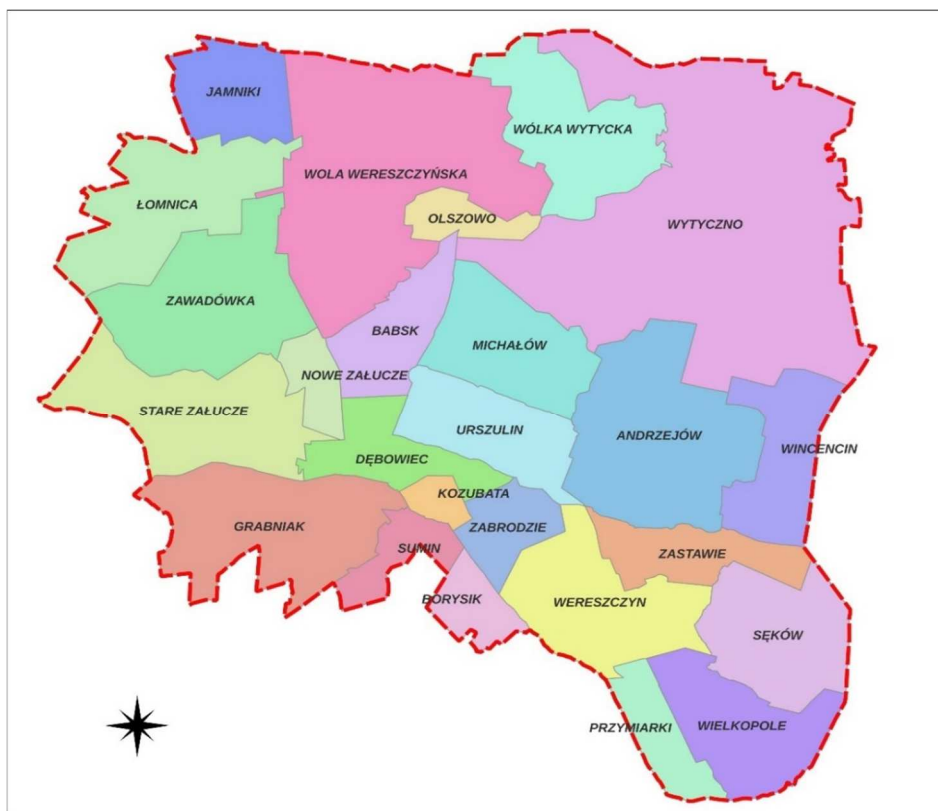 JAMNIKI
WÓLKA WYTYCKA
WOLA WERESZCZYŃSKA
ŁOMNICA
OLSZOWO
WYTYCZNO
ZAWADÓWKA
BABSK
MICHAŁÓW
NOWE ZAŁUCZE
STARE ZAŁUCZE
URSZULIN
ANDRZEJÓW
WINCENCIN
DĘBOWIEC
KOZUBATA
GRABNIAK
ZABRODZIE
SUMIN
ZASTAWIE
BORYSIK
WERESZCZYN
SĘKÓW
PRZYMIARKI
WIELKOPOLE